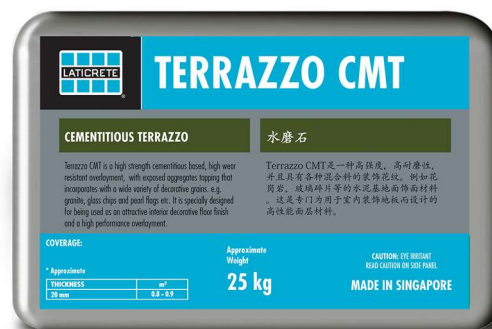 LATICRETE
TERRAZZO CMT
CEMENTITIOUS TERRAZZO
Terrazzo CMT is a high strength cementitious based, high wear
resistant overlayment, with exposed aggregates topping that
incorporates with a wide variety of decorative grains. e.g.
granite, glass chips and pearl flags etc. It is specially designed
for being used as an attractive interior decorative floor finish
and a high performance overlayment.
水磨石
Terrazzo CMT是一种高强度，高耐磨性，
并且具有各种混合料的装饰花纹。例如花
岗岩，玻璃碎片等的水泥基地面饰面材料
。这是专门为用于室内装饰地板而设计的
高性能面层材料。
COVERAGE:
* Approximate
THICKNESS m²
20 mm 0.8 - 0.9
Approximate
Weight
25 kg
CAUTION: EYE IRRITANT
READ CAUTION ON SIDE PANEL
MADE IN SINGAPORE